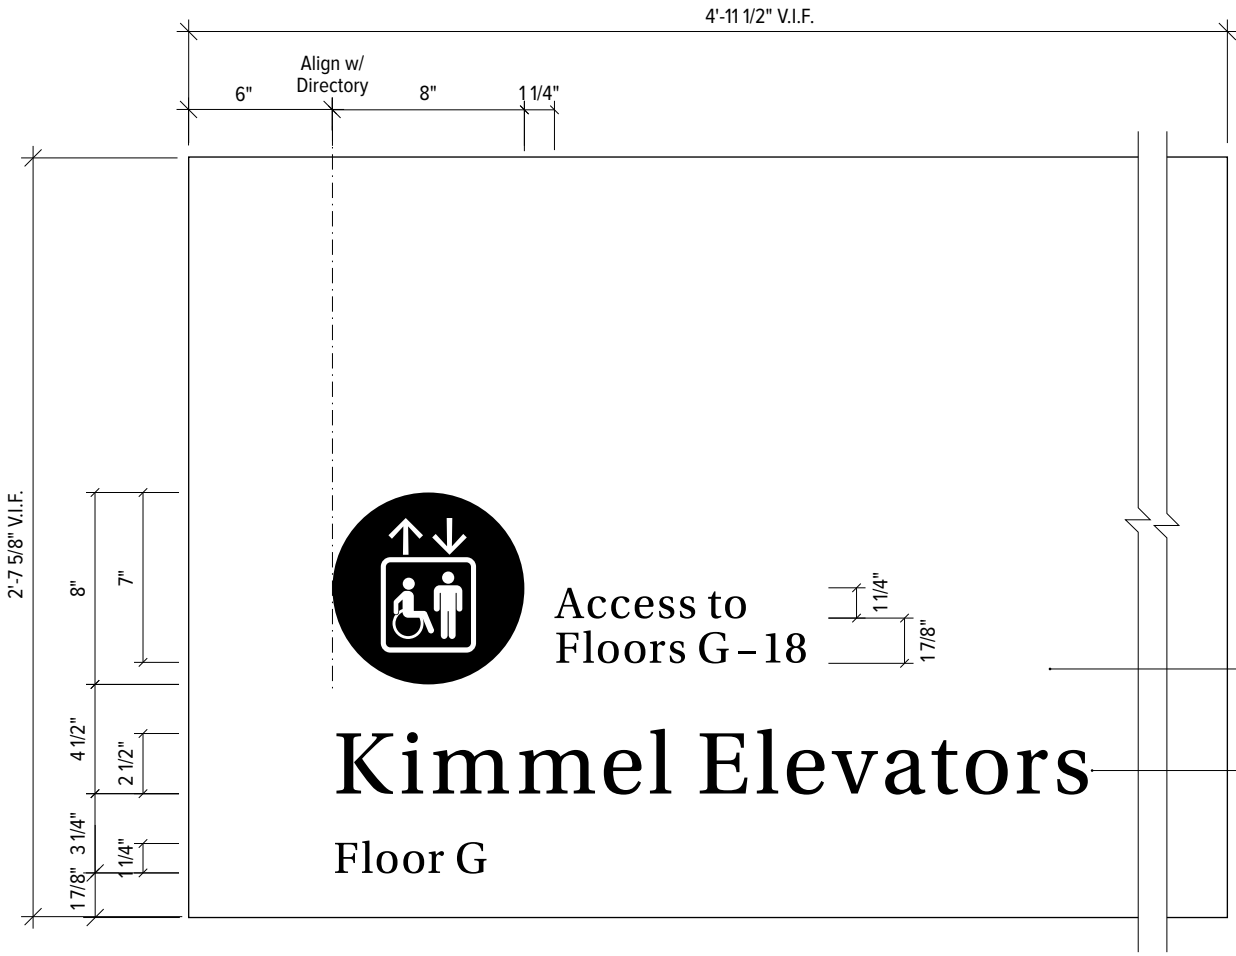 4'-11 1/2" V.I.F.
Align w/
Directory
6"
8"
1 1/4"
2'-7 5/8" V.I.F.
8"
7"
Access to
Floors G–18
1 1/4"
1 7/8"
4 1/2"
2 1/2"
Kimmel Elevators
3 1/4"
1 1/4"
Floor G
1 7/8"